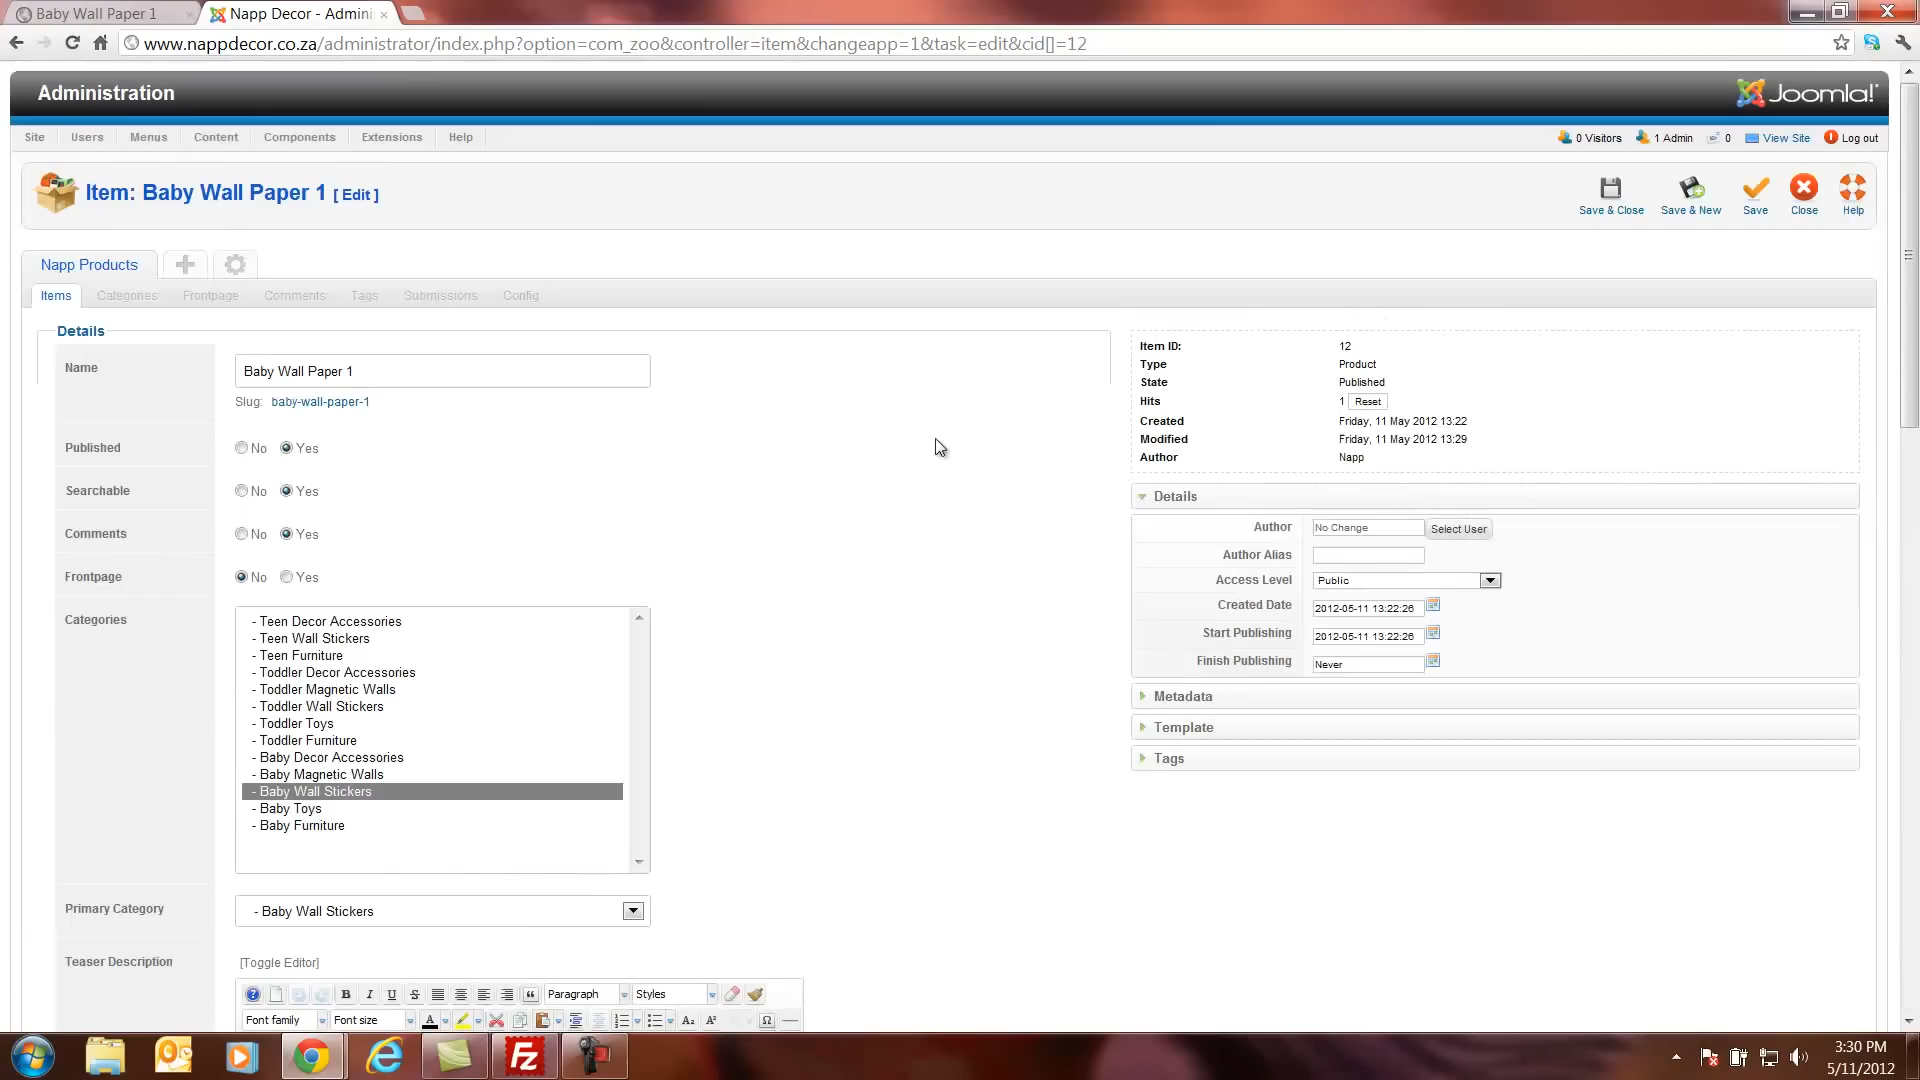 Baby Wall Paper 1
Napp Decor - Admini
www.nappdecor.co.za/administrator/index.php?option=com_zoo&controller=item&changeapp=1&task=edit&cid[]=12
Administration
Joomla!
Site Users Menus Content Components Extensions Help
0 Visitors 1 Admin 0 View Site Log out
Item: Baby Wall Paper 1 [ Edit ]
Save & Close Save & New Save Close Help
Napp Products
Items Categories Frontpage Comments Tags Submissions Config
Details
Name
Baby Wall Paper 1
Slug: baby-wall-paper-1
Published
No Yes
Searchable
No Yes
Comments
No Yes
Frontpage
No Yes
Categories
- Teen Decor Accessories
- Teen Wall Stickers
- Teen Furniture
- Toddler Decor Accessories
- Toddler Magnetic Walls
- Toddler Wall Stickers
- Toddler Toys
- Toddler Furniture
- Baby Decor Accessories
- Baby Magnetic Walls
- Baby Wall Stickers
- Baby Toys
- Baby Furniture
Primary Category
- Baby Wall Stickers
Teaser Description
[Toggle Editor]
B I U S Paragraph Styles
Font family Font size A A₂ A² Ω
Item ID: 12
Type Product
State Published
Hits 1 Reset
Created Friday, 11 May 2012 13:22
Modified Friday, 11 May 2012 13:29
Author Napp
Details
Author No Change Select User
Author Alias
Access Level Public
Created Date 2012-05-11 13:22:26
Start Publishing 2012-05-11 13:22:26
Finish Publishing Never
Metadata
Template
Tags
3:30 PM
5/11/2012